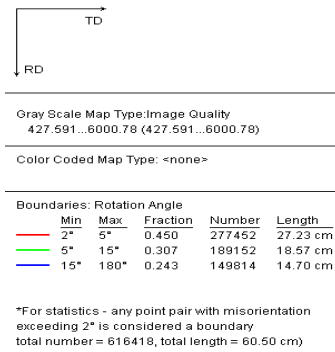 TD
RD
Gray Scale Map Type:Image Quality
427.591...6000.78 (427.591...6000.78)
Color Coded Map Type: <none>
Boundaries: Rotation Angle
Min Max Fraction Number Length
2° 5° 0.450 277452 27.23 cm
5° 15° 0.307 189152 18.57 cm
15° 180° 0.243 149814 14.70 cm
*For statistics - any point pair with misorientation
exceeding 2° is considered a boundary
total number = 616418, total length = 60.50 cm)